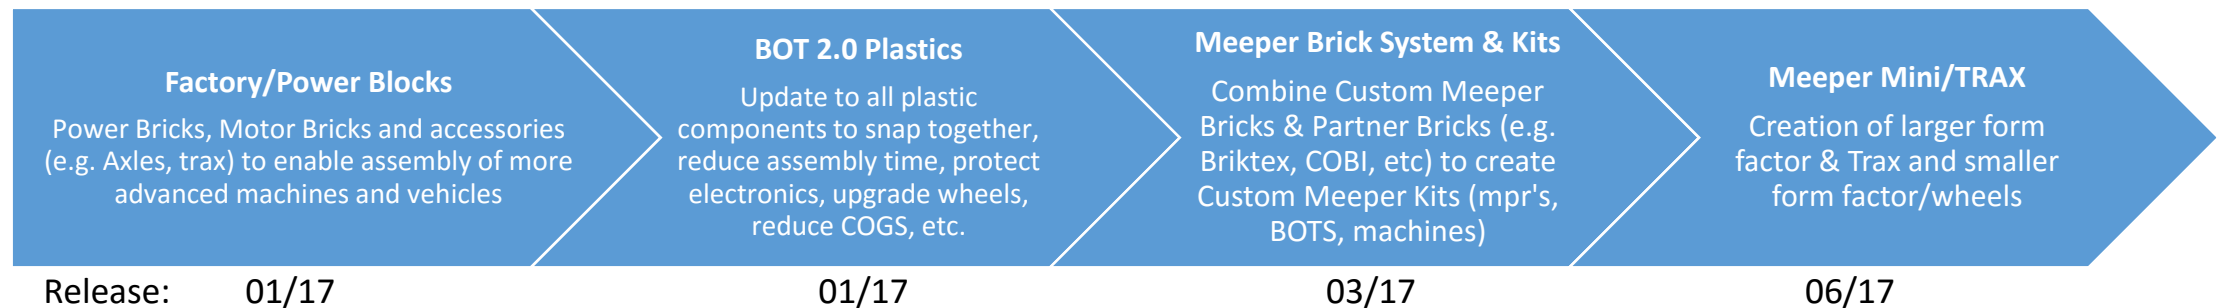 Factory/Power Blocks
Power Bricks, Motor Bricks and accessories
(e.g. Axles, trax) to enable assembly of more
advanced machines and vehicles
BOT 2.0 Plastics
Update to all plastic
components to snap together,
reduce assembly time, protect
electronics, upgrade wheels,
reduce COGS, etc.
Meeper Brick System & Kits
Combine Custom Meeper
Bricks & Partner Bricks (e.g.
Briktex, COBI, etc) to create
Custom Meeper Kits (mpr's,
BOTS, machines)
Meeper Mini/TRAX
Creation of larger form
factor & Trax and smaller
form factor/wheels
Release: 01/17 01/17 03/17 06/17